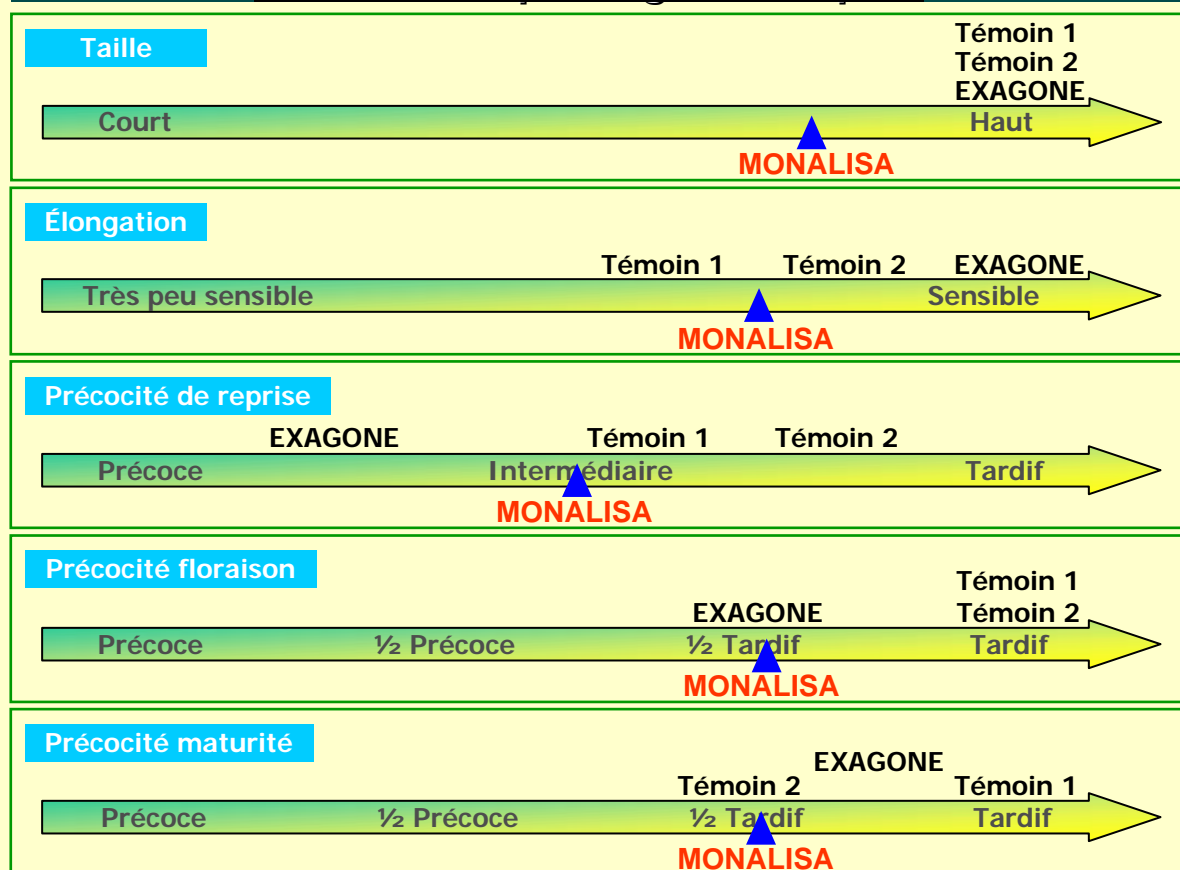 Taille
Témoin 1
Témoin 2
EXAGONE
Court Haut
MONALISA
Élongation
Témoin 1 Témoin 2 EXAGONE
Très peu sensible Sensible
MONALISA
Précocité de reprise
EXAGONE Témoin 1 Témoin 2
Précoce Intermédiaire Tardif
MONALISA
Précocité floraison
Témoin 1
EXAGONE Témoin 2
Précoce ½ Précoce ½ Tardif Tardif
MONALISA
Précocité maturité
EXAGONE
Témoin 2 Témoin 1
Précoce ½ Précoce ½ Tardif Tardif
MONALISA